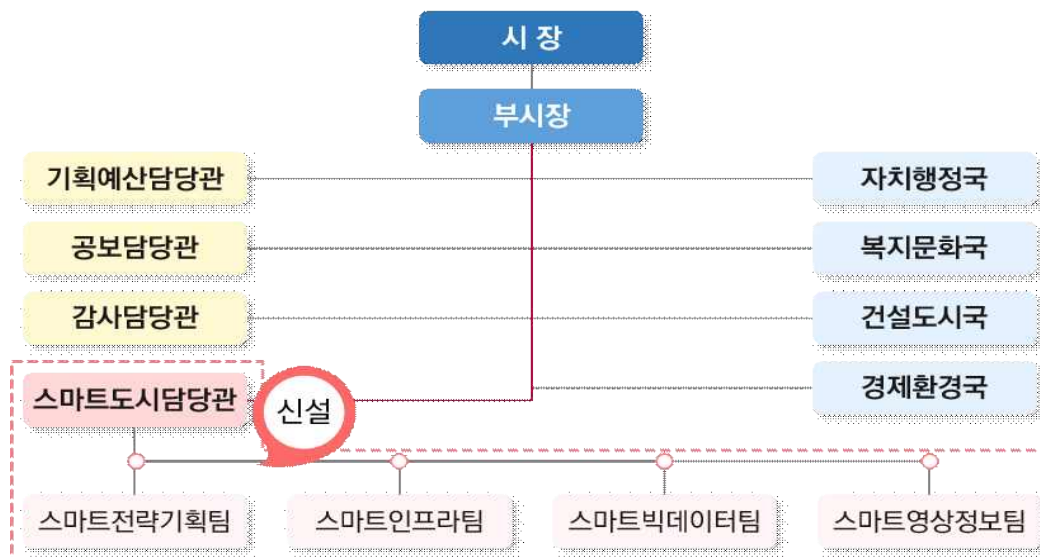 시 장
부시장
기획예산담당관
자치행정국
공보담당관
복지문화국
감사담당관
건설도시국
스마트도시담당관
신설
경제환경국
스마트전략기획팀
스마트인프라팀
스마트빅데이터팀
스마트영상정보팀